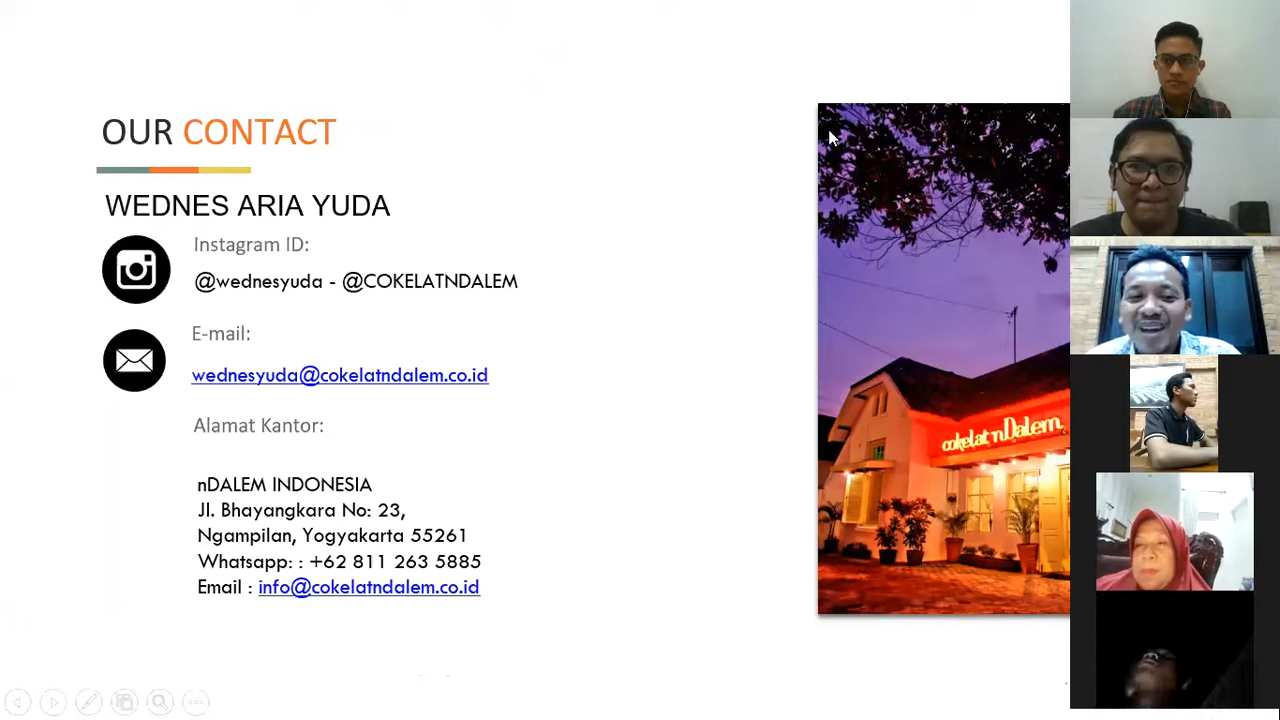 OUR CONTACT
WEDNES ARIA YUDA
Instagram ID:
@wednesyuda - @COKELATNDALEM
E-mail:
wednesyuda@cokelatndalem.co.id
Alamat Kantor:
nDALEM INDONESIA
Jl. Bhayangkara No: 23,
Ngampilan, Yogyakarta 55261
Whatsapp: : +62 811 263 5885
Email : info@cokelatndalem.co.id
cokelat nDalem